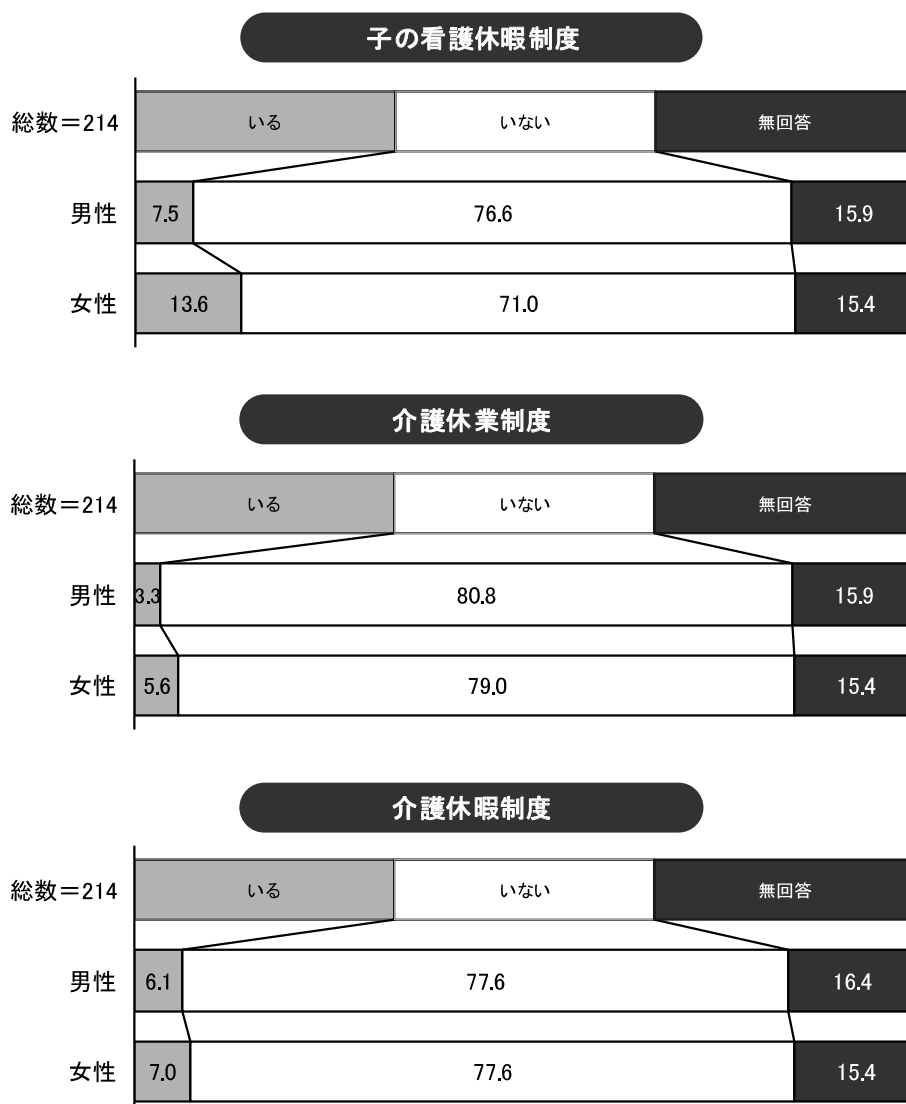 子の看護休暇制度
総数＝214 いる いない 無回答
男性 7.5 76.6 15.9
女性 13.6 71.0 15.4
介護休業制度
総数＝214 いる いない 無回答
男性 3.3 80.8 15.9
女性 5.6 79.0 15.4
介護休暇制度
総数＝214 いる いない 無回答
男性 6.1 77.6 16.4
女性 7.0 77.6 15.4